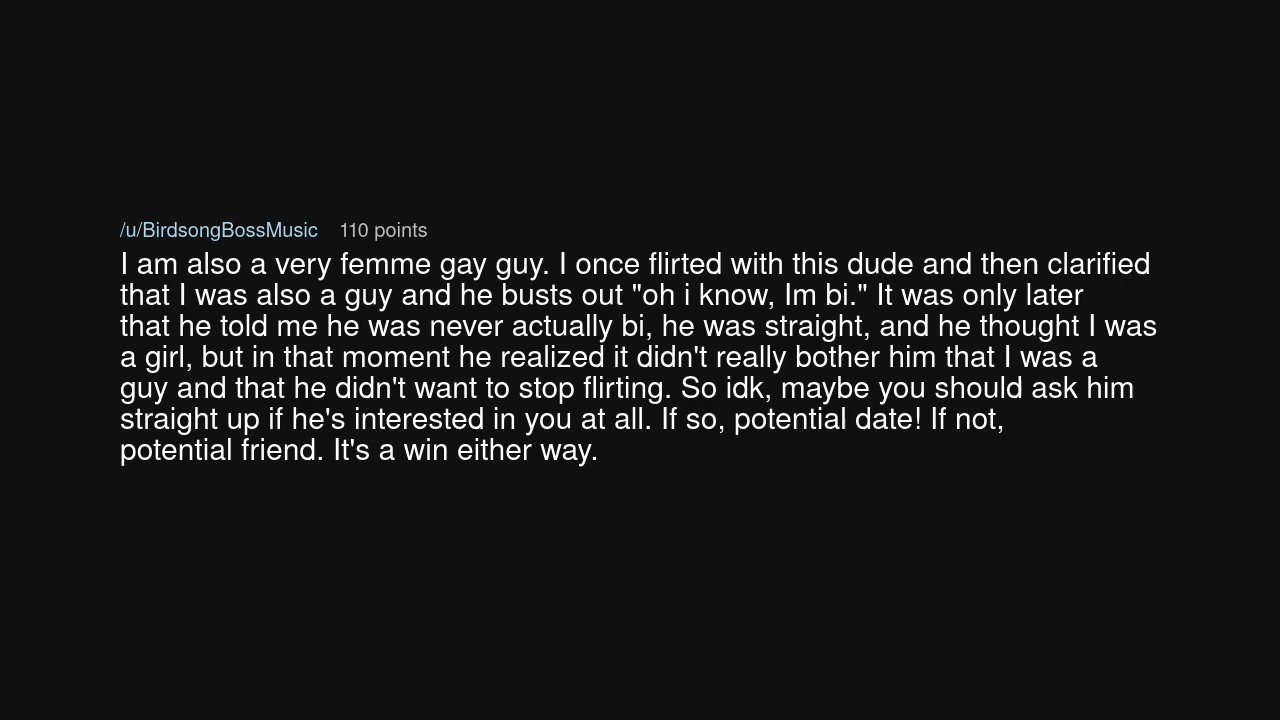 /u/BirdsongBossMusic 110 points
I am also a very femme gay guy. I once flirted with this dude and then clarified
that I was also a guy and he busts out "oh i know, Im bi." It was only later
that he told me he was never actually bi, he was straight, and he thought I was
a girl, but in that moment he realized it didn't really bother him that I was a
guy and that he didn't want to stop flirting. So idk, maybe you should ask him
straight up if he's interested in you at all. If so, potential date! If not,
potential friend. It's a win either way.